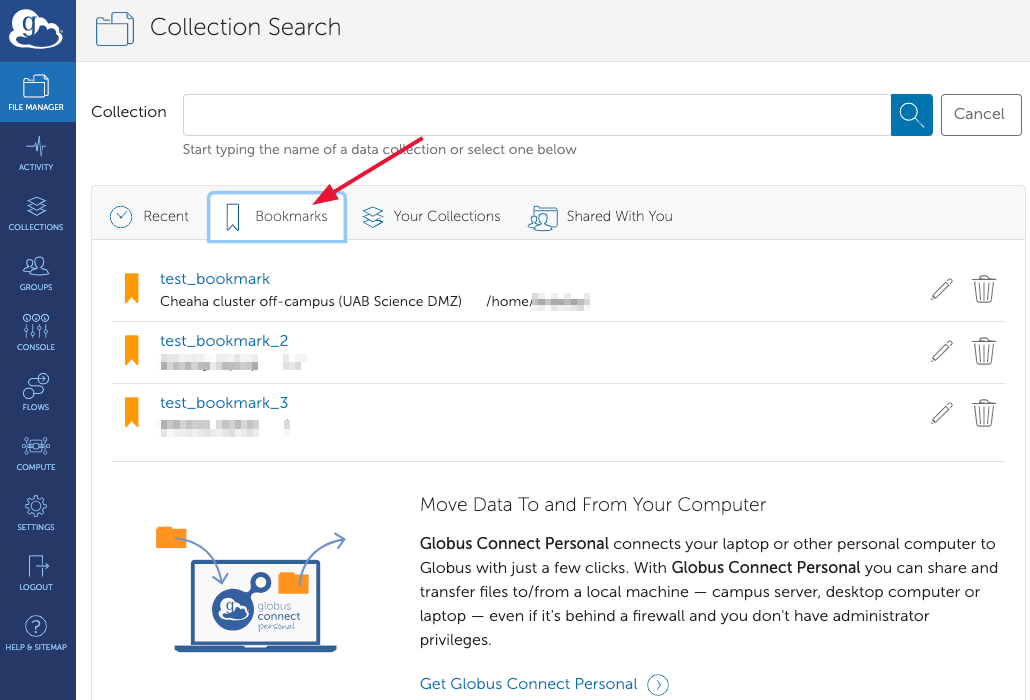 g
Collection Search
FILE MANAGER
Collection
Cancel
Start typing the name of a data collection or select one below
ACTIVITY
COLLECTIONS
GROUPS
CONSOLE
FLOWS
COMPUTE
SETTINGS
LOGOUT
HELP & SITEMAP
Recent
Bookmarks
Your Collections
Shared With You
test_bookmark
Cheaha cluster off-campus (UAB Science DMZ) /home/
test_bookmark_2
test_bookmark_3
Move Data To and From Your Computer
Globus Connect Personal connects your laptop or other personal computer to
Globus with just a few clicks. With Globus Connect Personal you can share and
transfer files to/from a local machine — campus server, desktop computer or
laptop — even if it's behind a firewall and you don't have administrator
privileges.
Get Globus Connect Personal
g
globus
connect
personal